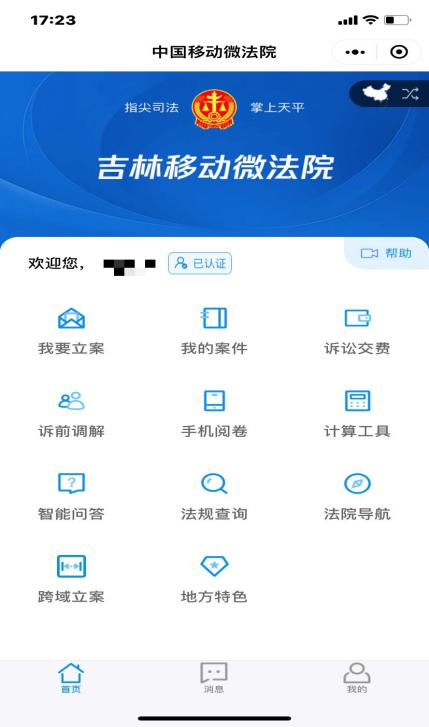 17:23
中国移动微法院
指尖司法 掌上天平
吉林移动微法院
欢迎您， 已认证 帮助
我要立案 我的案件 诉讼交费
诉前调解 手机阅卷 计算工具
智能问答 法规查询 法院导航
跨域立案 地方特色
首页 消息 我的